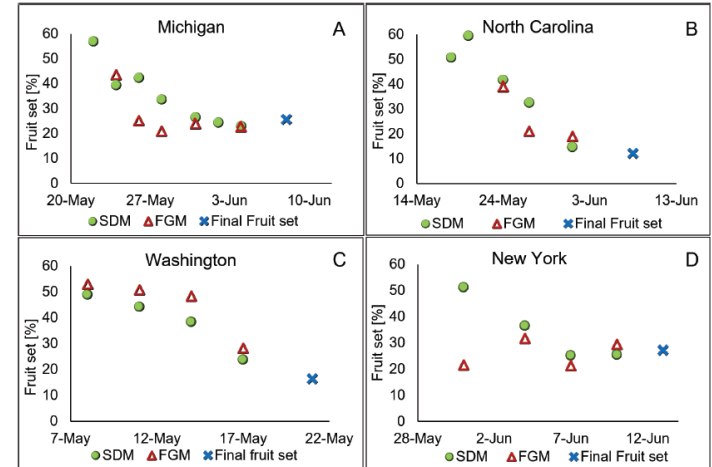 Michigan
A
Fruit set [%]
60
50
40
30
20
10
0
20-May 27-May 3-Jun 10-Jun
SDM FGM Final Fruit set
North Carolina
B
Fruit set [%]
60
50
40
30
20
10
0
14-May 24-May 3-Jun 13-Jun
SDM FGM Final Fruit set
Washington
C
Fruit set [%]
60
50
40
30
20
10
0
7-May 12-May 17-May 22-May
SDM FGM Final fruit set
New York
D
Fruit set [%]
60
50
40
30
20
10
0
28-May 2-Jun 7-Jun 12-Jun
SDM FGM Final Fruit set